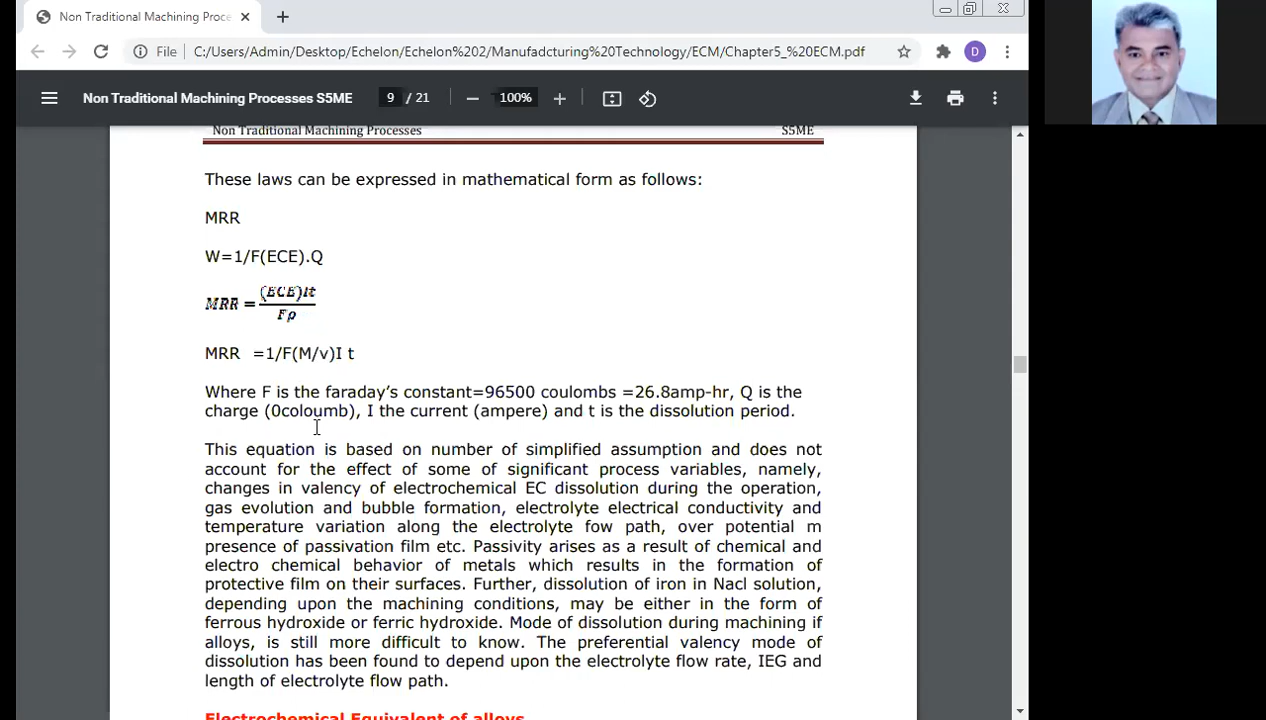 Non Traditional Machining Proce
File C:/Users/Admin/Desktop/Echelon/Echelon%202/Manufadcturing%20Technology/ECM/Chapter5_%20ECM.pdf D
Non Traditional Machining Processes S5ME 9 / 21 100%
Non Traditional Machining Processes S5ME
These laws can be expressed in mathematical form as follows:
MRR
W=1/F(ECE).Q
MRR = (ECE)It / Fρ
MRR =1/F(M/v)I t
Where F is the faraday's constant=96500 coulombs =26.8amp-hr, Q is the
charge (0coloumb), I the current (ampere) and t is the dissolution period.
This equation is based on number of simplified assumption and does not
account for the effect of some of significant process variables, namely,
changes in valency of electrochemical EC dissolution during the operation,
gas evolution and bubble formation, electrolyte electrical conductivity and
temperature variation along the electrolyte fow path, over potential m
presence of passivation film etc. Passivity arises as a result of chemical and
electro chemical behavior of metals which results in the formation of
protective film on their surfaces. Further, dissolution of iron in Nacl solution,
depending upon the machining conditions, may be either in the form of
ferrous hydroxide or ferric hydroxide. Mode of dissolution during machining if
alloys, is still more difficult to know. The preferential valency mode of
dissolution has been found to depend upon the electrolyte flow rate, IEG and
length of electrolyte flow path.
Electrochemical Equivalent of alloys